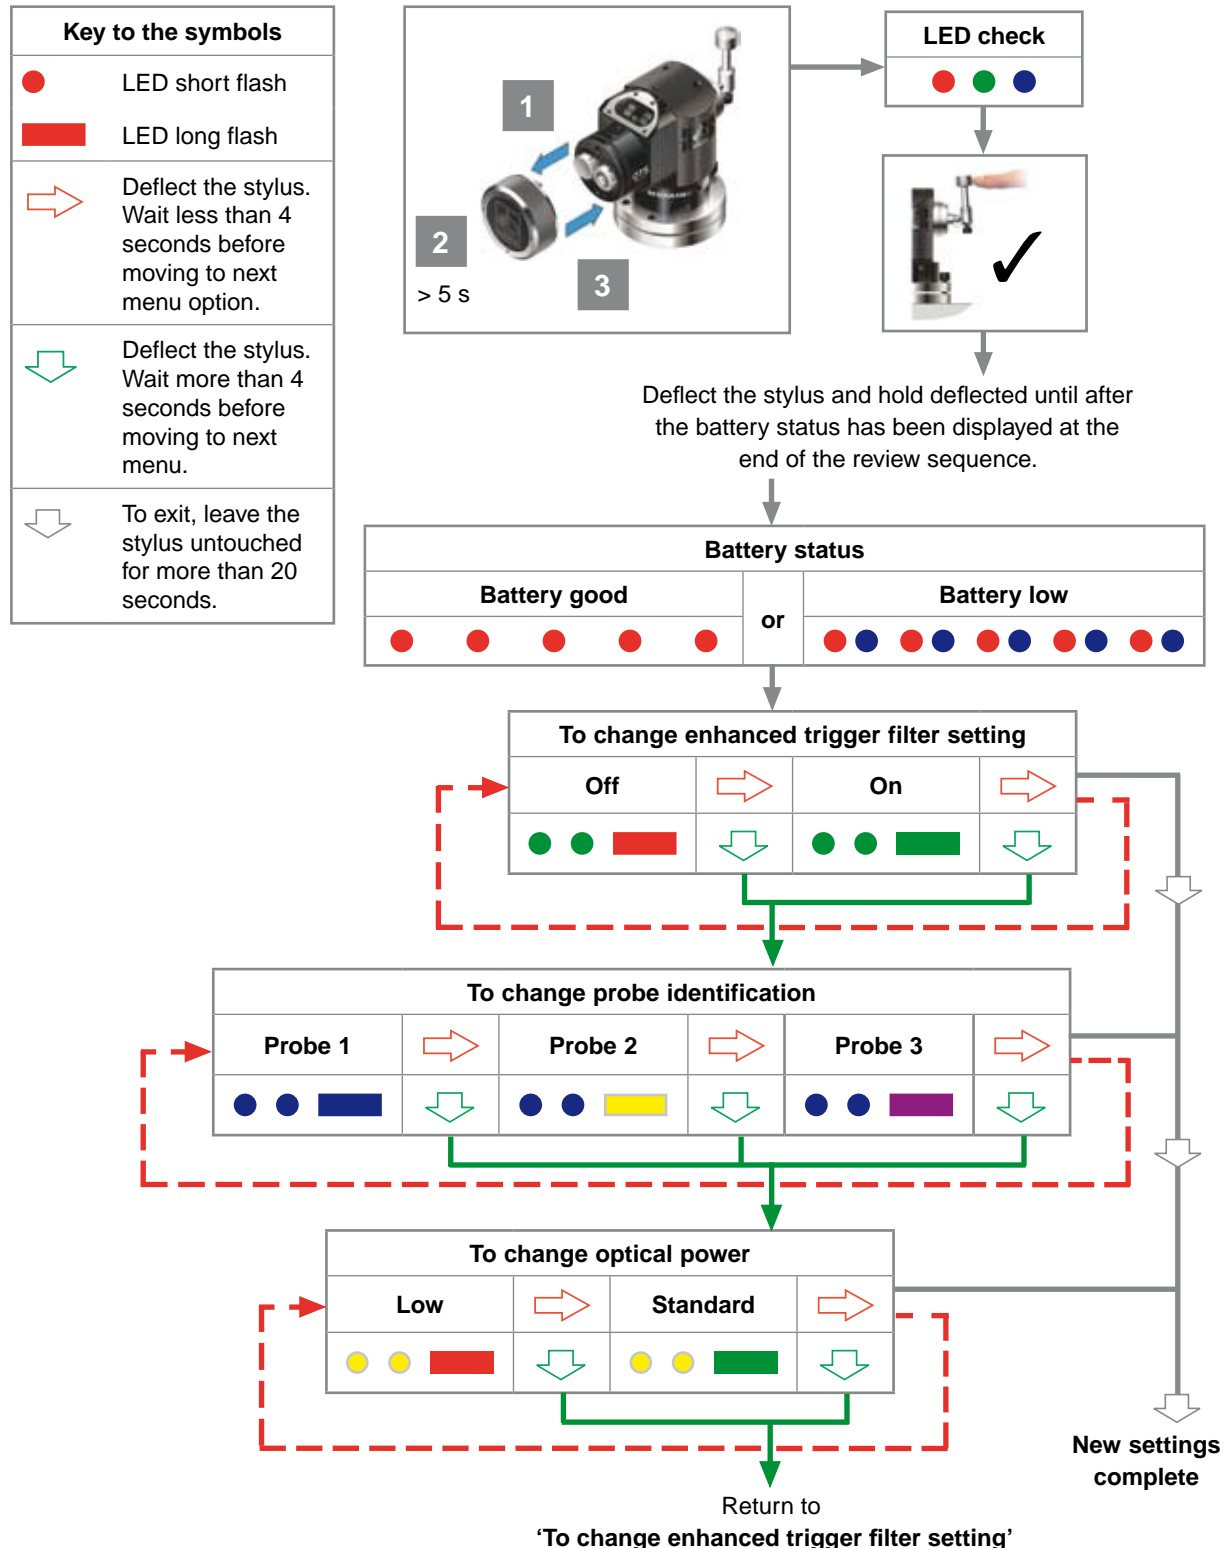 Key to the symbols
LED short flash
LED long flash
Deflect the stylus.
Wait less than 4
seconds before
moving to next
menu option.
Deflect the stylus.
Wait more than 4
seconds before
moving to next
menu.
To exit, leave the
stylus untouched
for more than 20
seconds.
1
2
> 5 s
3
LED check
Deflect the stylus and hold deflected until after
the battery status has been displayed at the
end of the review sequence.
Battery status
Battery good
or
Battery low
To change enhanced trigger filter setting
Off
On
To change probe identification
Probe 1
Probe 2
Probe 3
To change optical power
Low
Standard
New settings
complete
Return to
‘To change enhanced trigger filter setting’